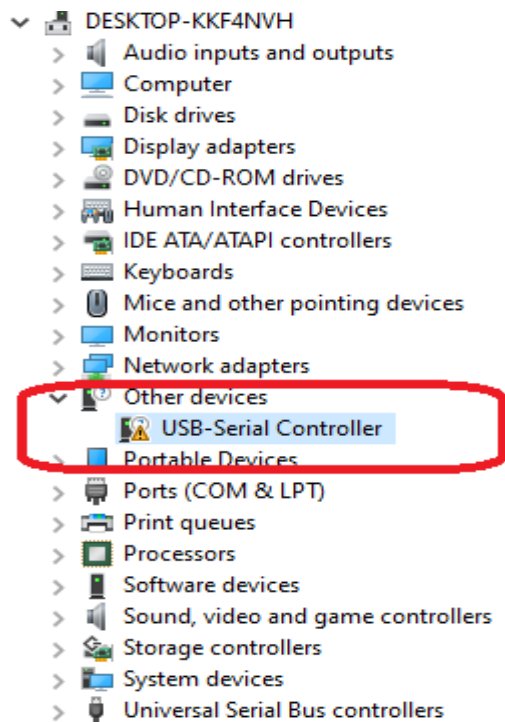 DESKTOP-KKF4NVH
Audio inputs and outputs
Computer
Disk drives
Display adapters
DVD/CD-ROM drives
Human Interface Devices
IDE ATA/ATAPI controllers
Keyboards
Mice and other pointing devices
Monitors
Network adapters
Other devices
USB-Serial Controller
Portable Devices
Ports (COM & LPT)
Print queues
Processors
Software devices
Sound, video and game controllers
Storage controllers
System devices
Universal Serial Bus controllers